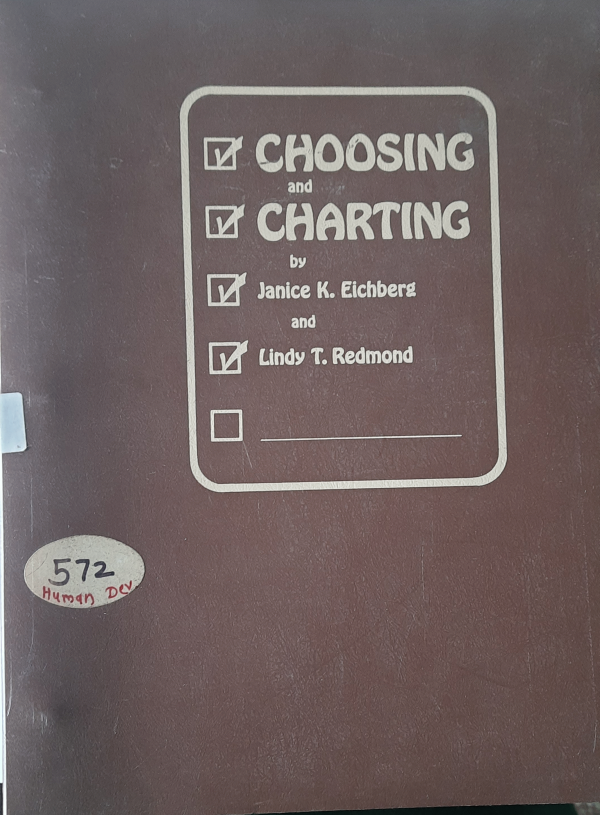 CHOOSING
and
CHARTING
by
Janice K. Eichberg
and
Lindy T. Redmond
572
Human Dev